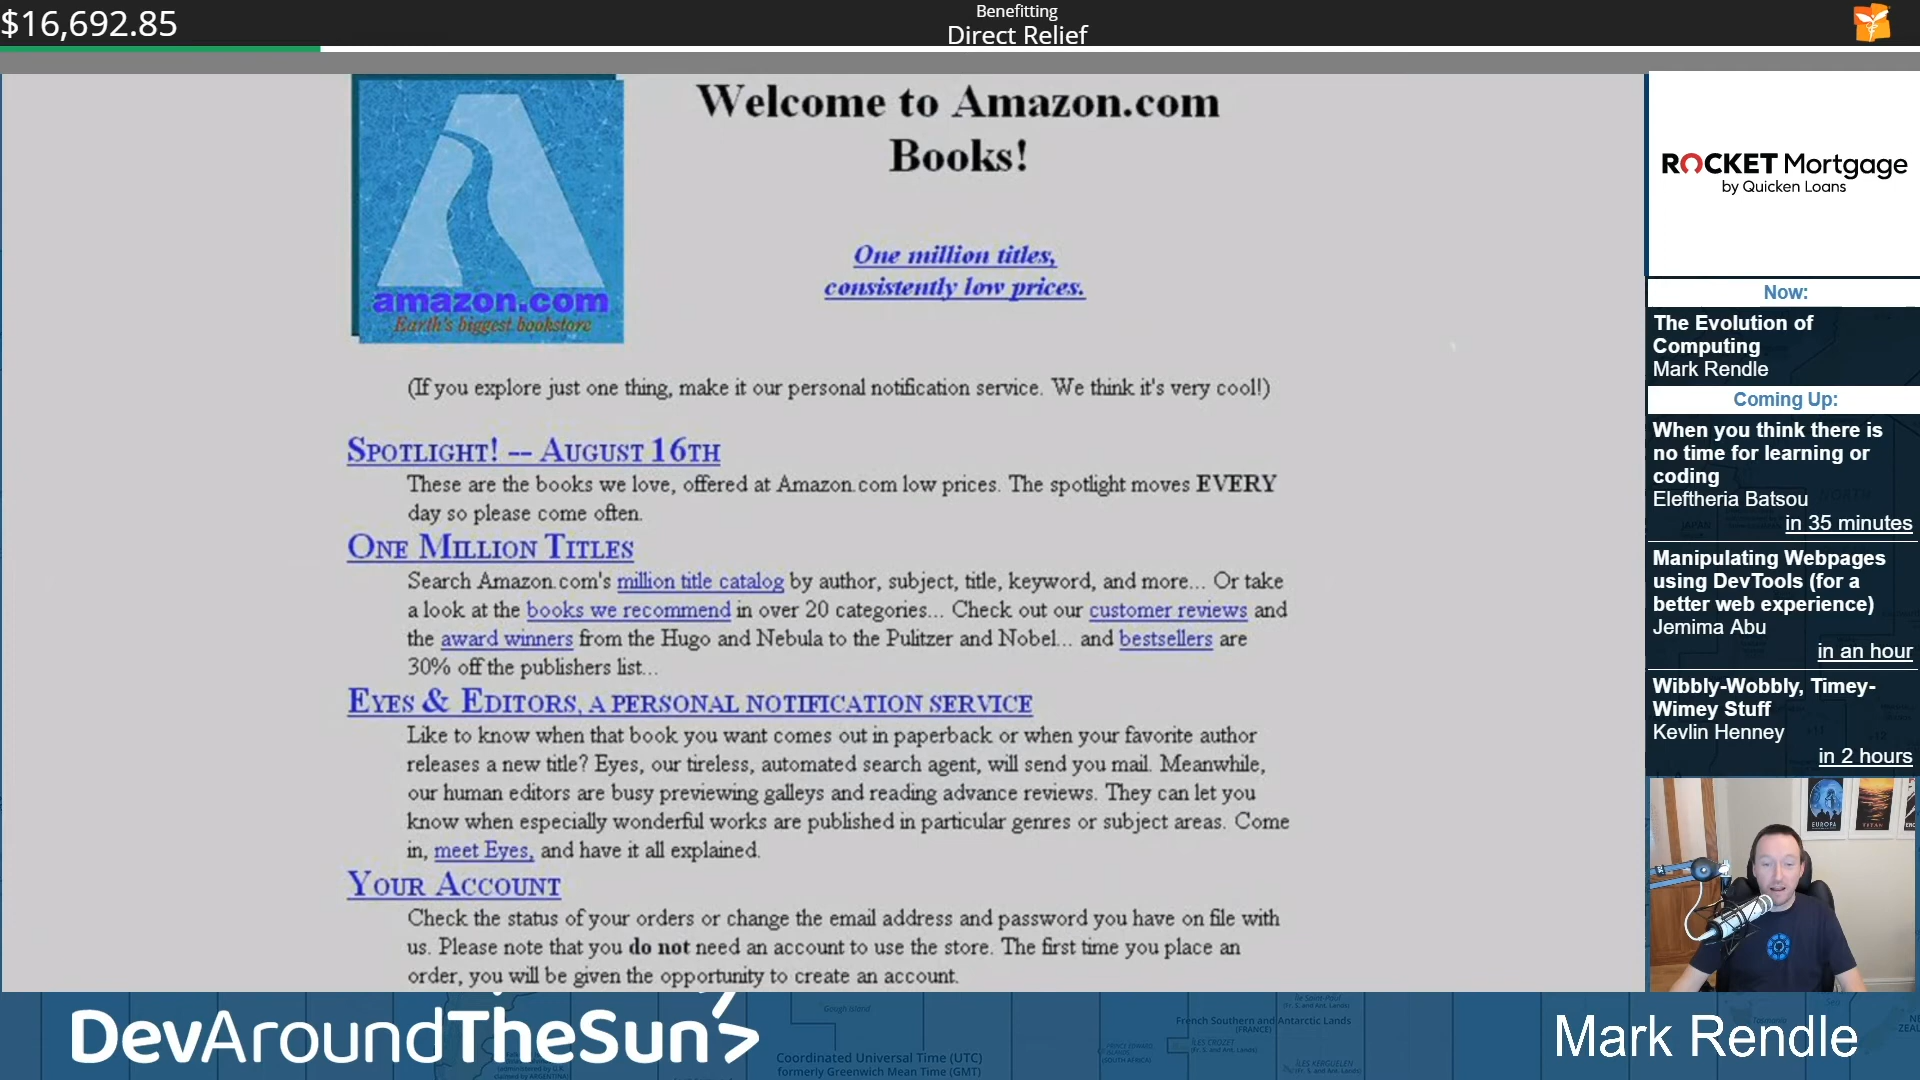 $16,692.85
Benefitting
Direct Relief
Welcome to Amazon.com
Books!
One million titles,
consistently low prices.
amazon.com
Earth's biggest bookstore
(If you explore just one thing, make it our personal notification service. We think it's very cool!)
SPOTLIGHT! -- AUGUST 16TH
These are the books we love, offered at Amazon.com low prices. The spotlight moves EVERY
day so please come often.
ONE MILLION TITLES
Search Amazon.com's million title catalog by author, subject, title, keyword, and more... Or take
a look at the books we recommend in over 20 categories... Check out our customer reviews and
the award winners from the Hugo and Nebula to the Pulitzer and Nobel... and bestsellers are
30% off the publishers list...
EYES & EDITORS, A PERSONAL NOTIFICATION SERVICE
Like to know when that book you want comes out in paperback or when your favorite author
releases a new title? Eyes, our tireless, automated search agent, will send you mail. Meanwhile,
our human editors are busy previewing galleys and reading advance reviews. They can let you
know when especially wonderful works are published in particular genres or subject areas. Come
in, meet Eyes, and have it all explained.
YOUR ACCOUNT
Check the status of your orders or change the email address and password you have on file with
us. Please note that you do not need an account to use the store. The first time you place an
order, you will be given the opportunity to create an account.
ROCKET Mortgage
by Quicken Loans
Now:
The Evolution of
Computing
Mark Rendle
Coming Up:
When you think there is
no time for learning or
coding
Eleftheria Batsou
in 35 minutes
Manipulating Webpages
using DevTools (for a
better web experience)
Jemima Abu
in an hour
Wibbly-Wobbly, Timey-
Wimey Stuff
Kevlin Henney
in 2 hours
EUROPA
TITAN
DevAroundTheSun
Gough Island
Coordinated Universal Time (UTC)
formerly Greenwich Mean Time (GMT)
French Southern and Antarctic Lands
(FRANCE)
Mark Rendle